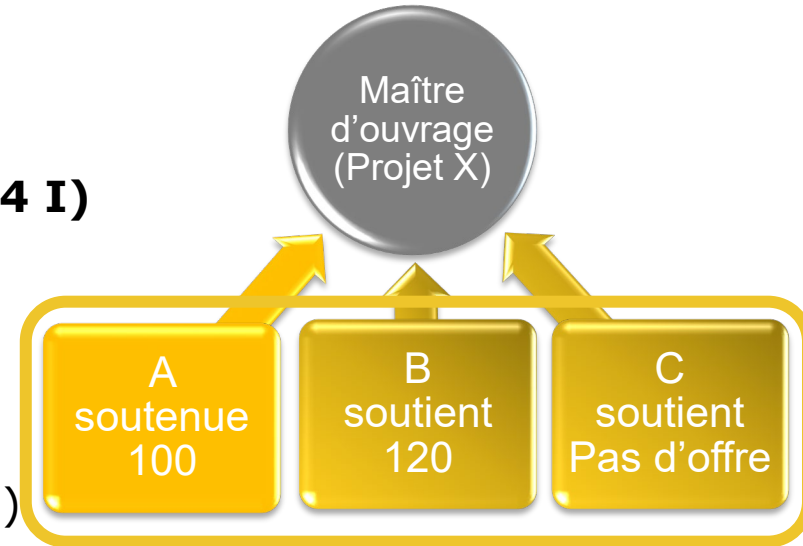 Maître
d’ouvrage
(Projet X)
4 I)
A
soutenue
100
B
soutient
120
C
soutient
Pas d’offre
)